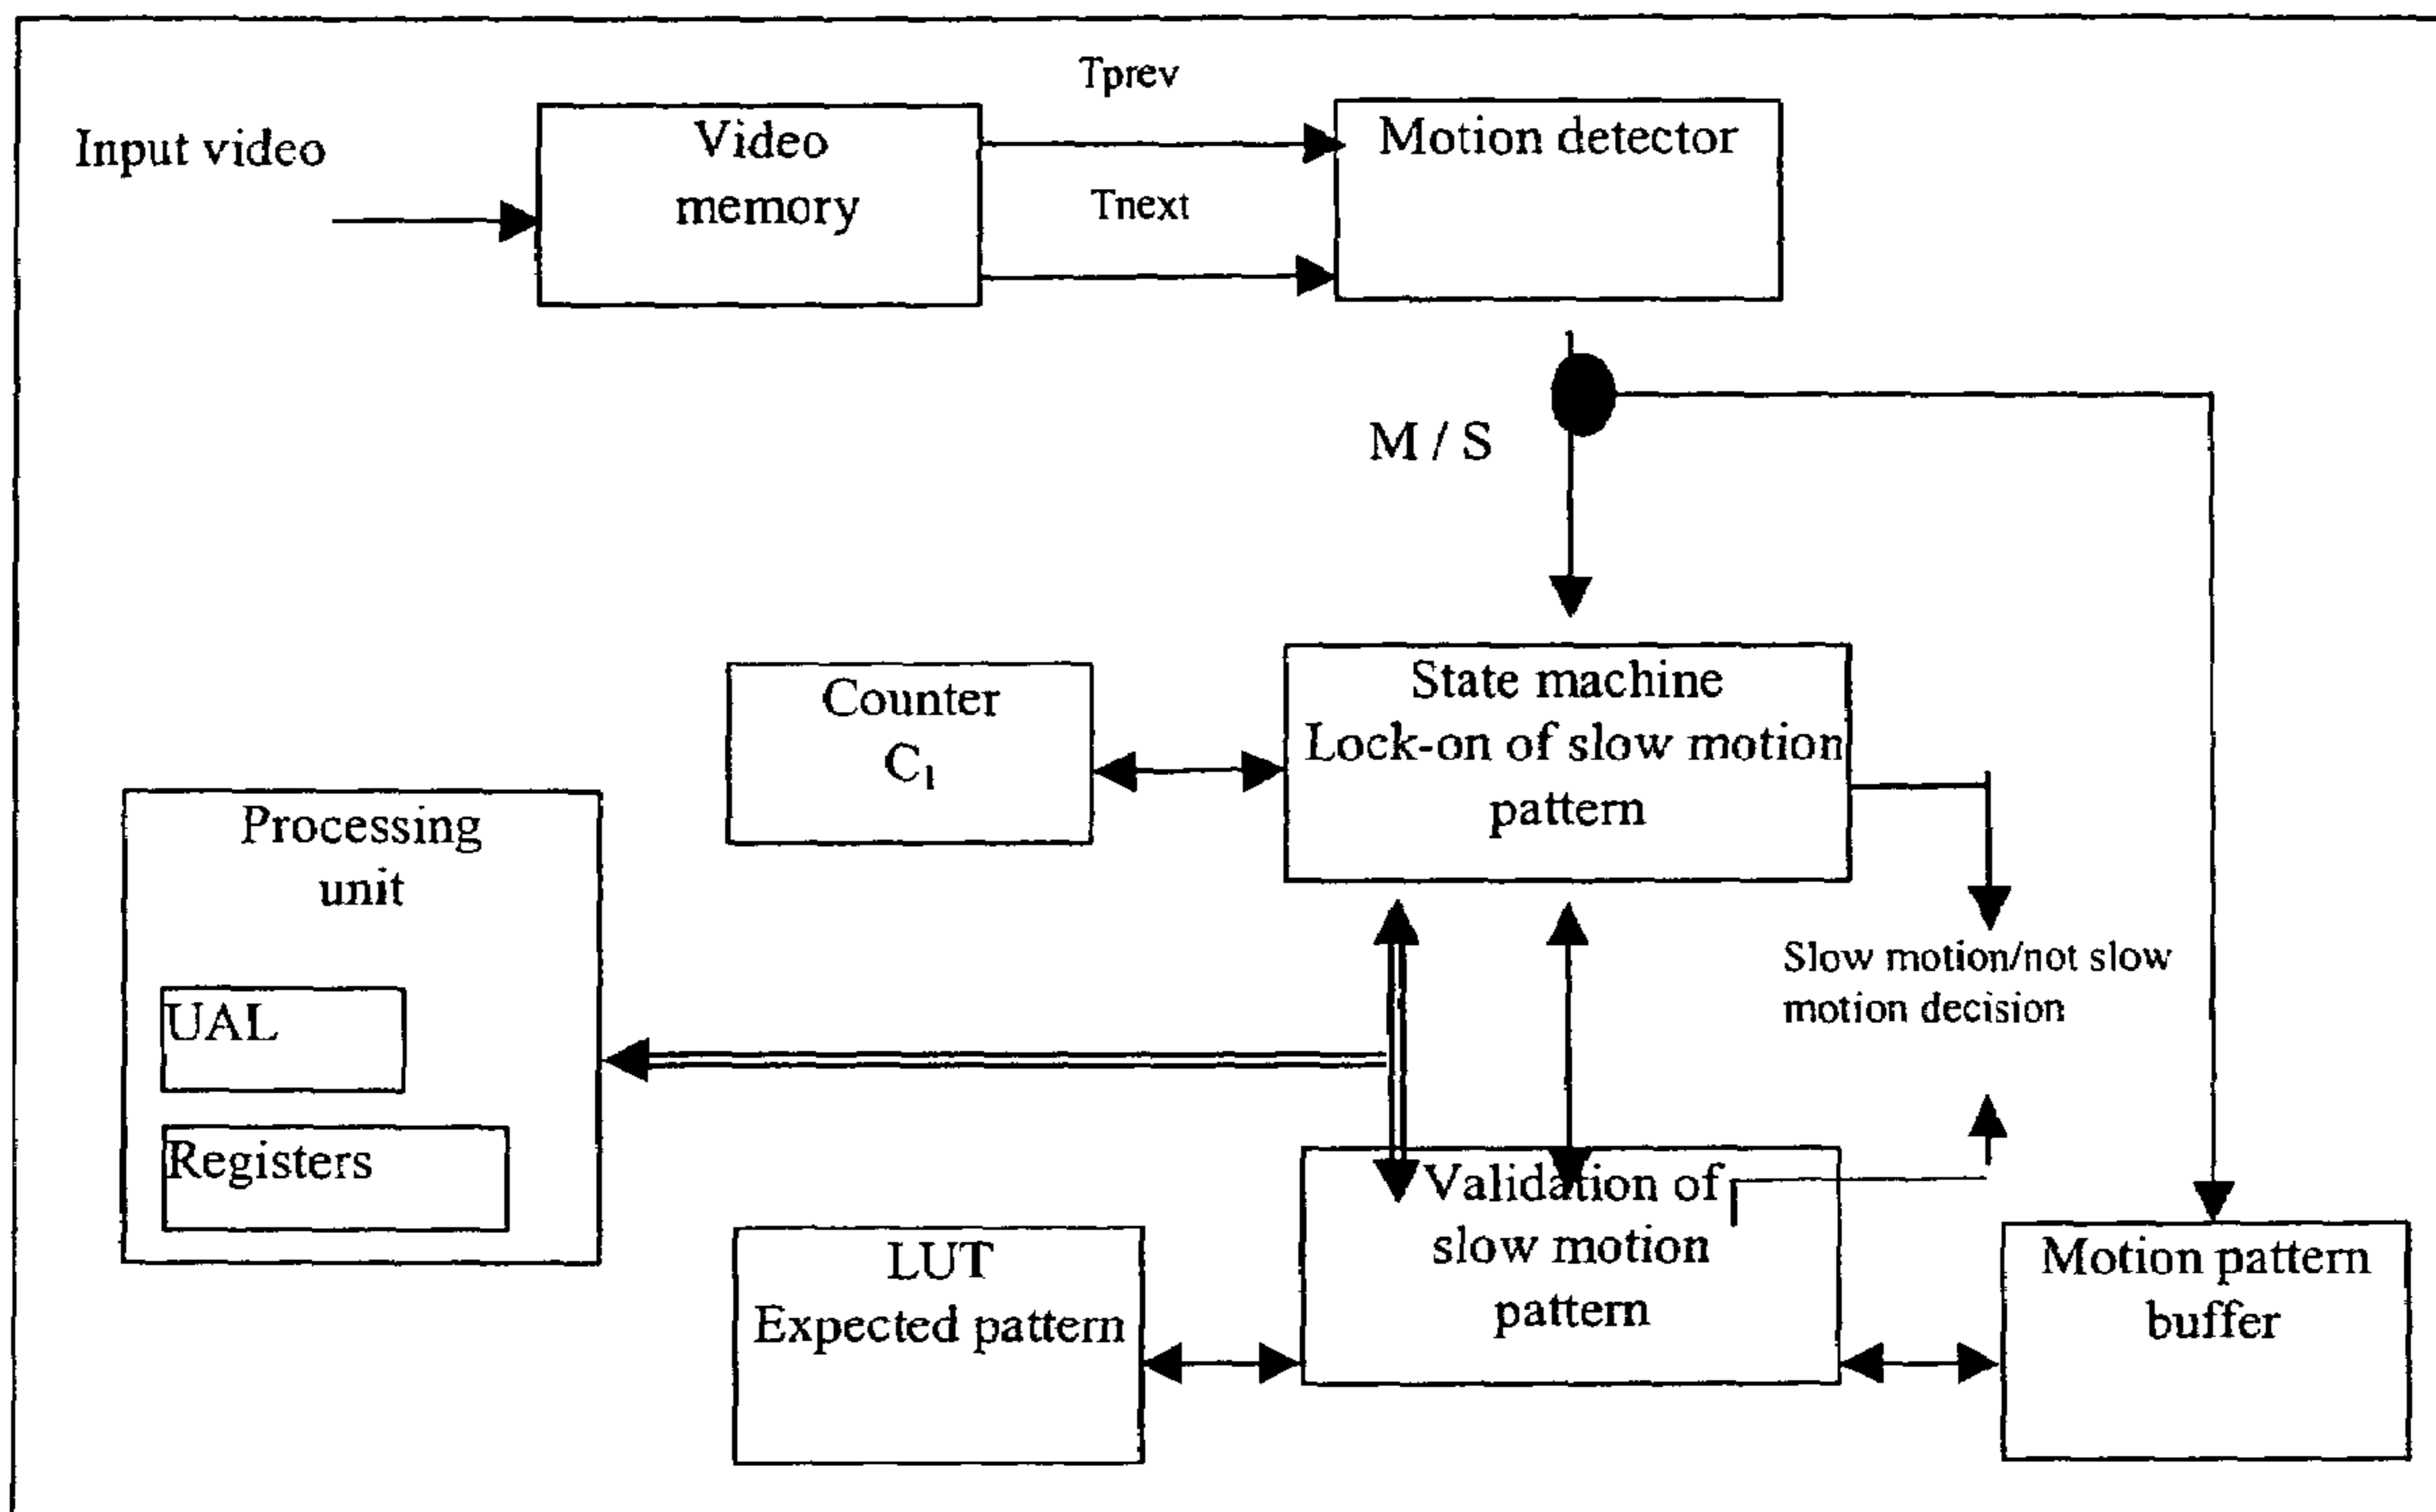 Tprev
Input video
Video
memory
Motion detector
Tnext
M / S
Counter
C1
State machine
Lock-on of slow motion
pattern
Processing
unit
UAL
Registers
Slow motion/not slow
motion decision
LUT
Expected pattern
Validation of
slow motion
pattern
Motion pattern
buffer